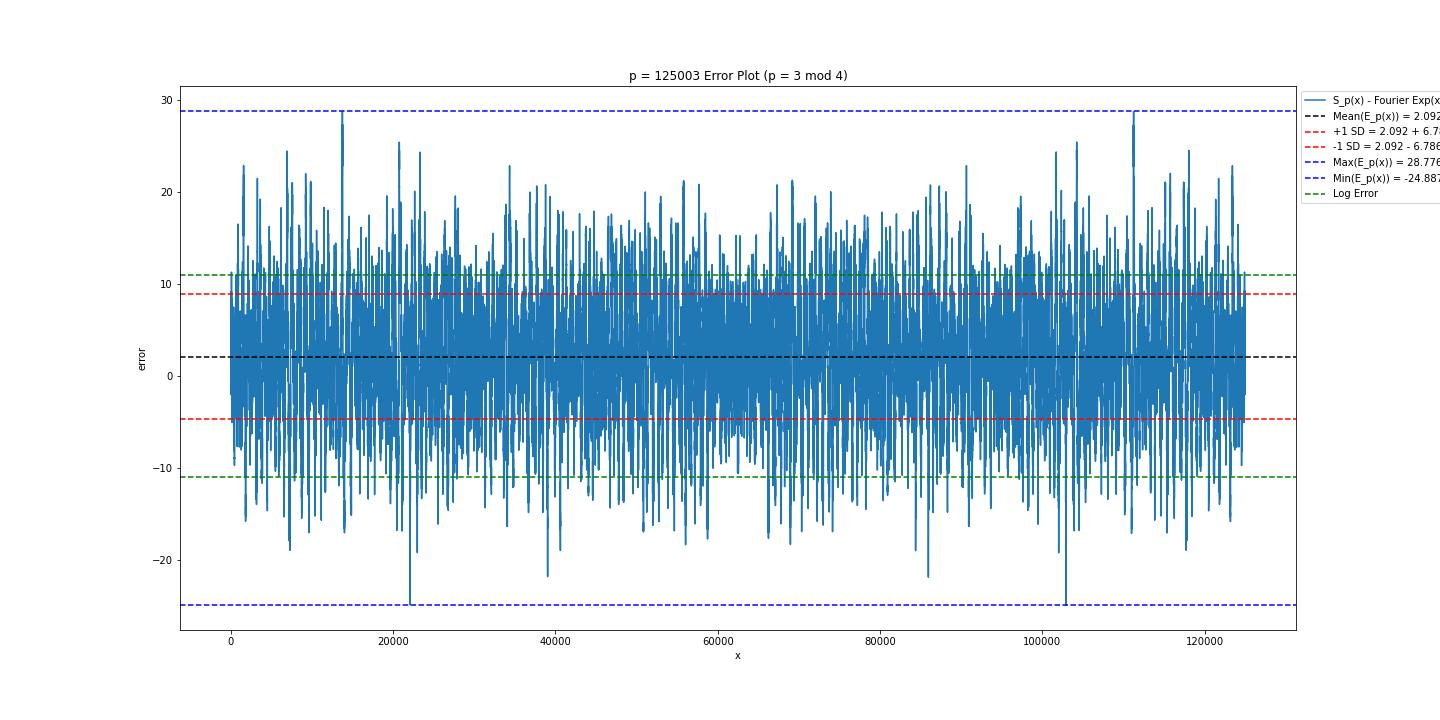 p = 125003 Error Plot (p = 3 mod 4)
30
20
10
0
−10
−20
error
0
20000
40000
60000
80000
100000
120000
x
S_p(x) - Fourier Exp(x
Mean(E_p(x)) = 2.092
+1 SD = 2.092 + 6.78
-1 SD = 2.092 - 6.786
Max(E_p(x)) = 28.776
Min(E_p(x)) = -24.887
Log Error